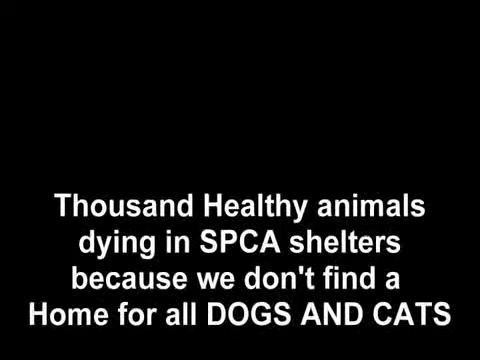 Thousand Healthy animals
dying in SPCA shelters
because we don't find a
Home for all DOGS AND CATS